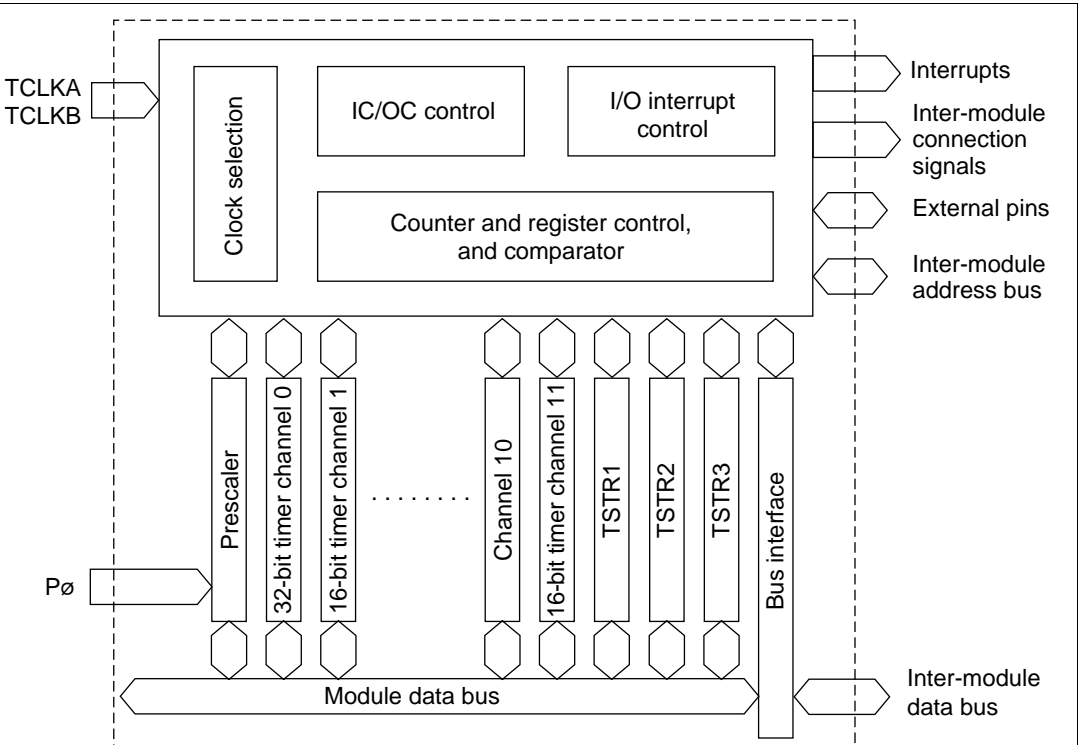 TCLKA
TCLKB
Clock selection
IC/OC control
I/O interrupt
control
Counter and register control,
and comparator
Interrupts
Inter-module
connection
signals
External pins
Inter-module
address bus
Prescaler
32-bit timer channel 0
16-bit timer channel 1
. . . . . . . . .
Channel 10
16-bit timer channel 11
TSTR1
TSTR2
TSTR3
Bus interface
Pø
Module data bus
Inter-module
data bus